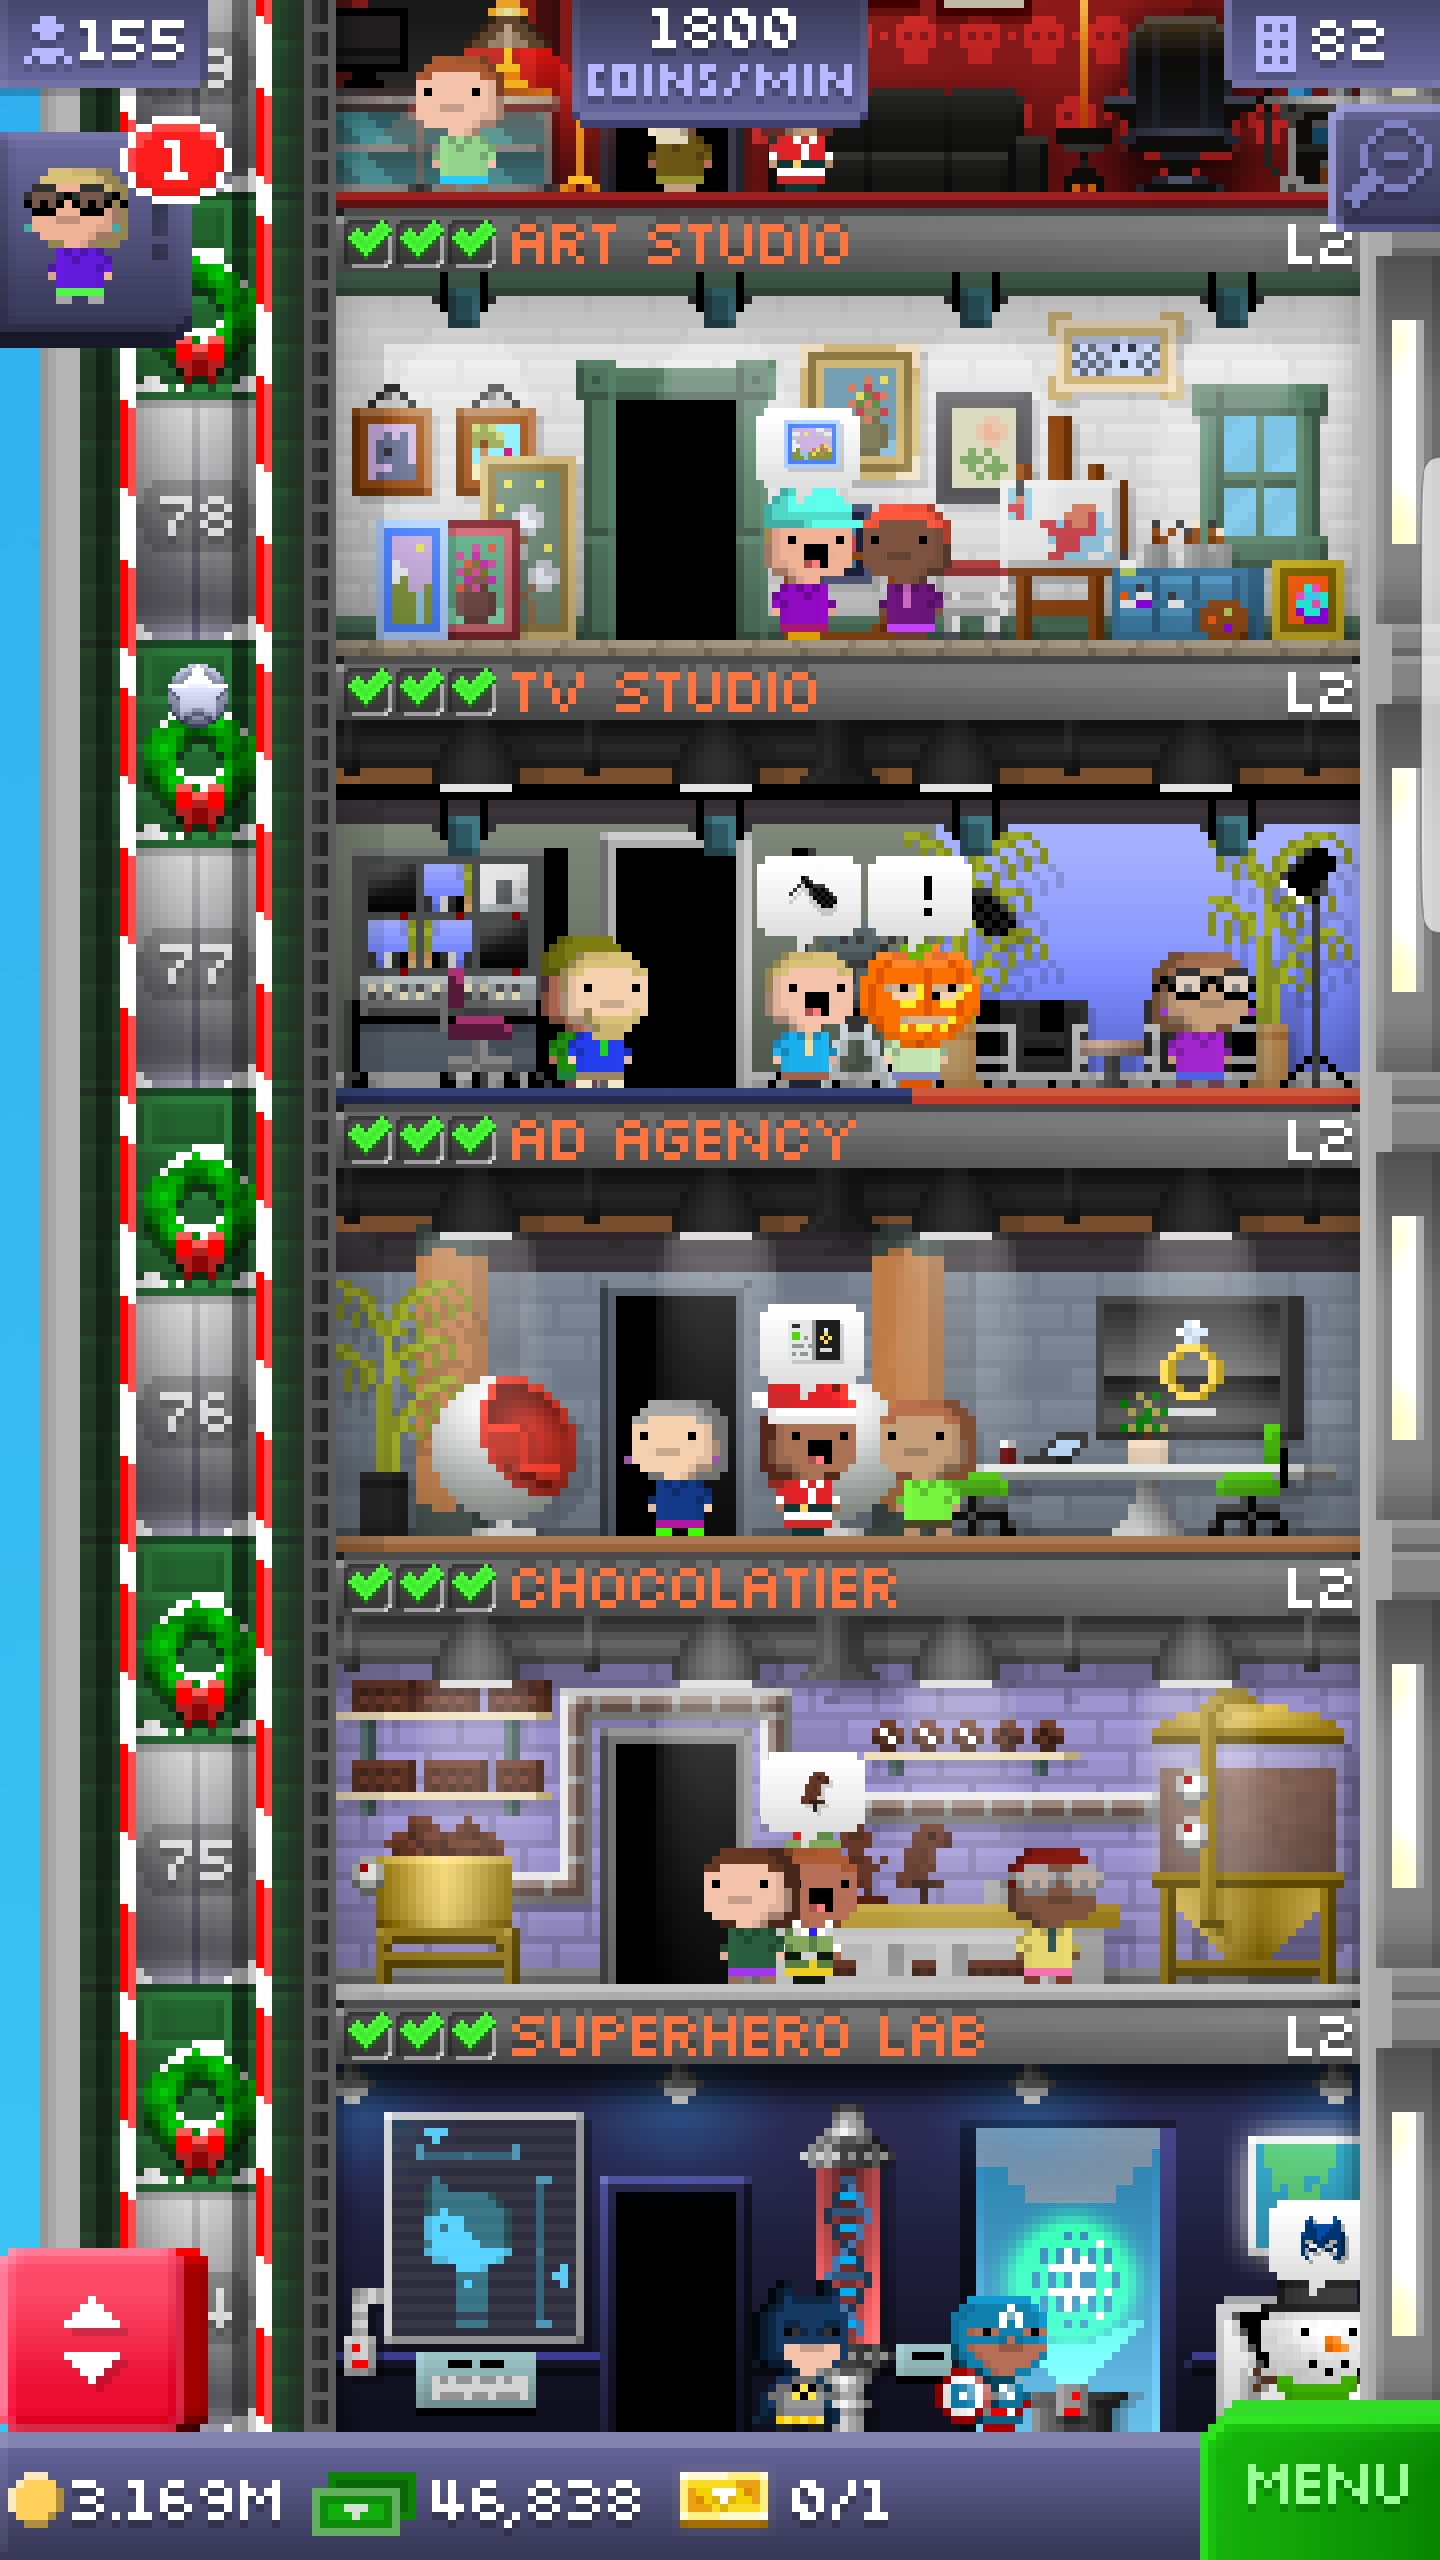 155
1800
COINS/MIN
82
1
ART STUDIO L2
78
TV STUDIO L2
!
77
AD AGENCY L2
76
CHOCOLATIER L2
75
SUPERHERO LAB L2
3.169M 46,838 0/1
MENU